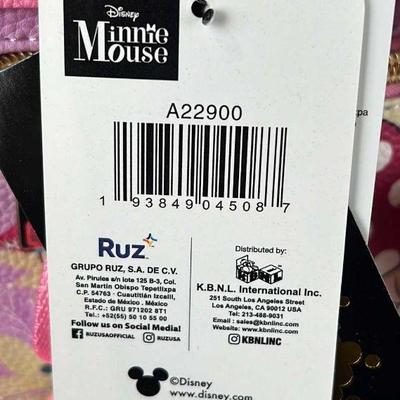 Disney
Minnie
Mouse
A22900
1 93849 04508 7
Ruz
GRUPO RUZ, S.A. DE C.V.
Av. Pirules s/n lote 125 B-3, Col.
San Martin Obispo Tepetlixpa
C.P. 54763 - Cuautitlán Izcalli,
Estado de México . México
R.F.C.: GRU 971202 8T1
Tel.: +52(55) 50 10 55 00
Follow us on Social Media!
RUZUSAOFFICIAL RUZUSA
Distributed by:
KBNL
K.B.N.L. International Inc.
251 South Los Angeles Street
Los Angeles, CA 90012 USA
Tel: 213-488-9031
Email : sales@kbnlinc.com
Website: www.kbnlinc.com
KBNLINC
©Disney
www.disney.com